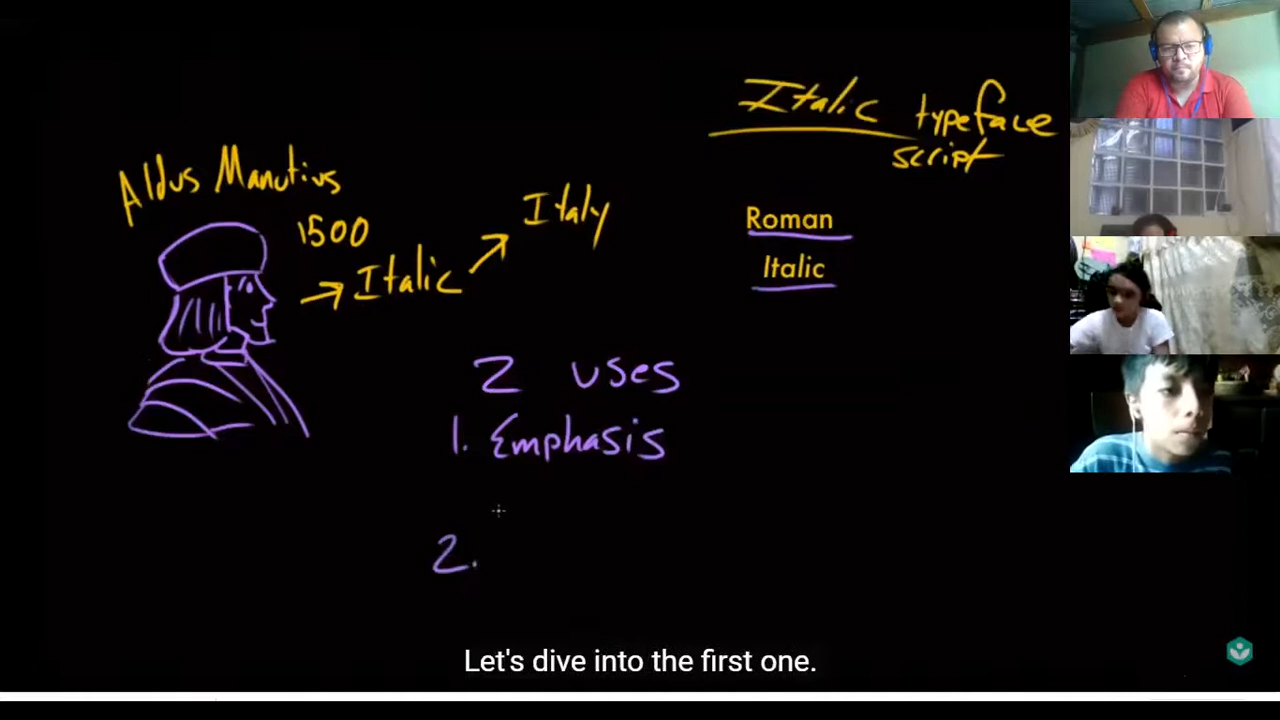 Italic typeface
script
Aldus Manutius
1500
Italic
Italy
Roman
Italic
2 uses
1. Emphasis
2.
Let's dive into the first one.